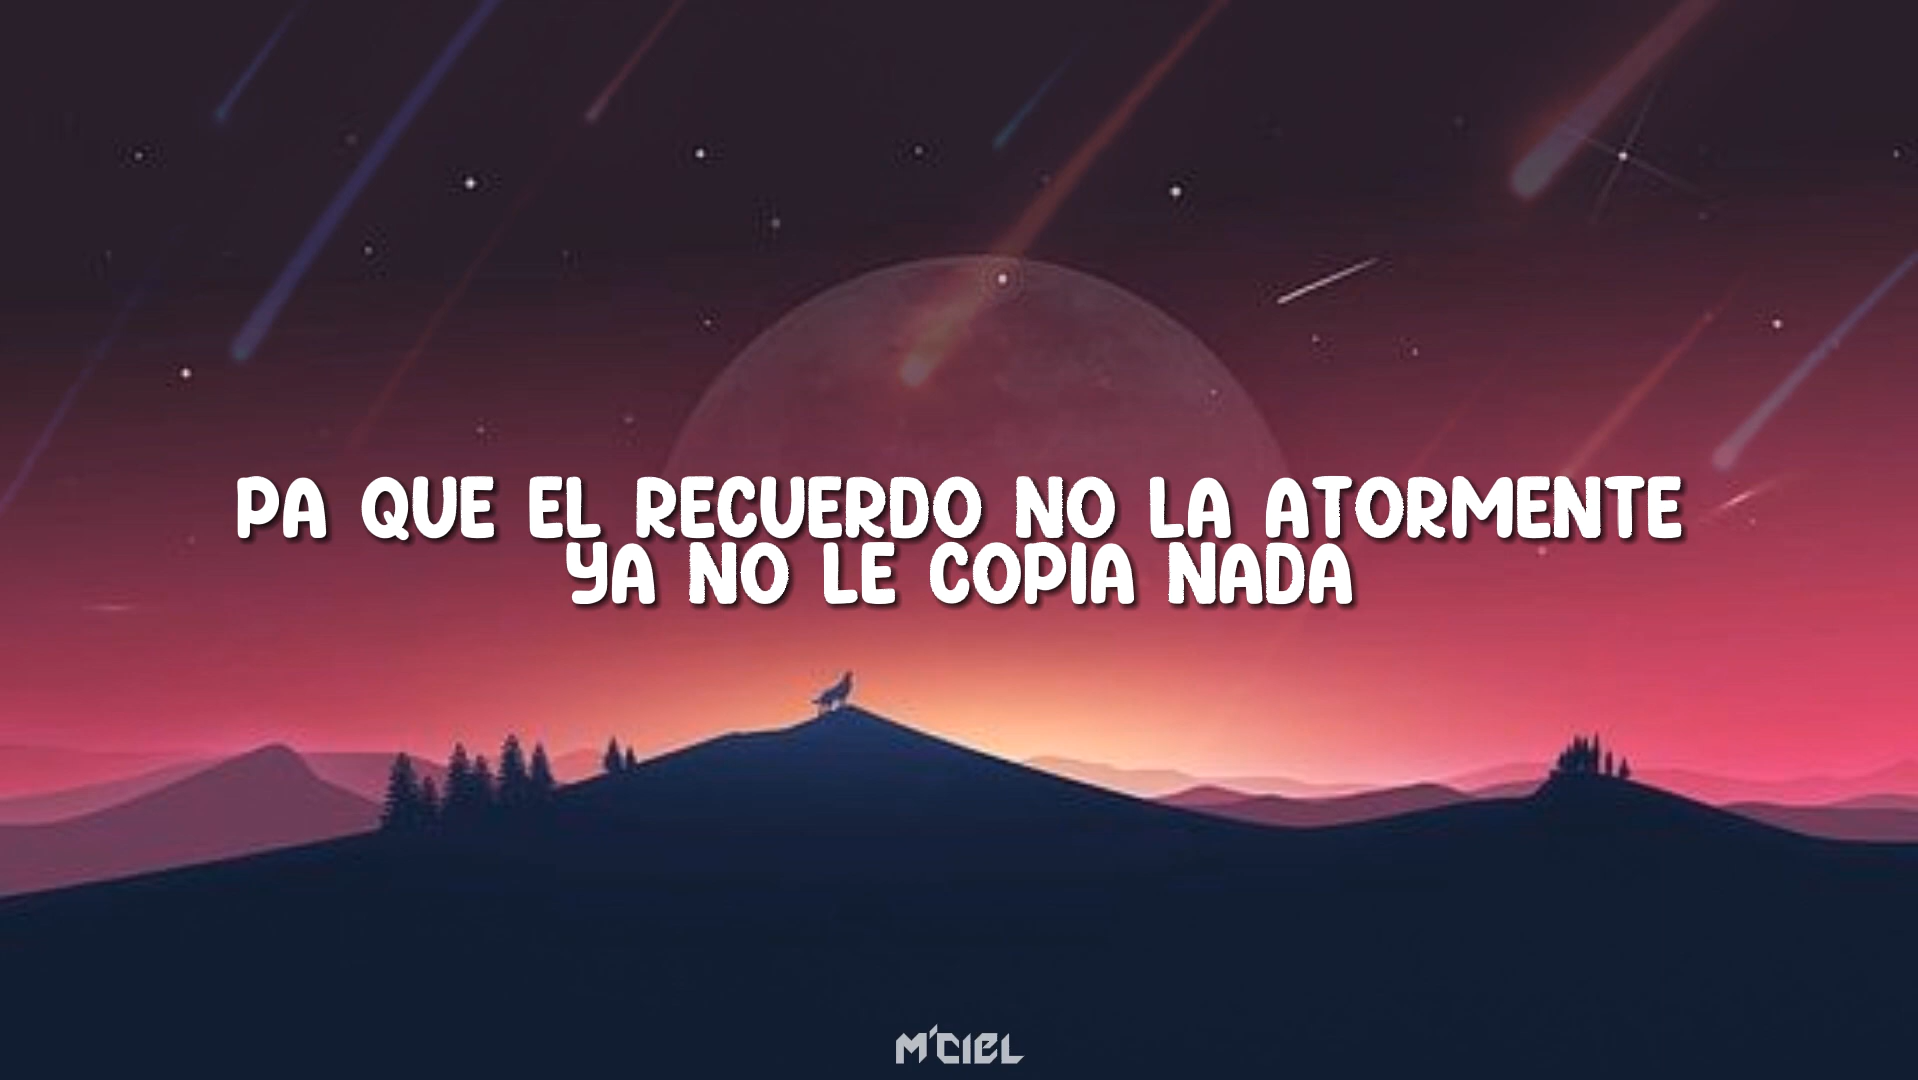 PA QUE EL RECUERDO NO LA ATORMENTE
YA NO LE COPIA NADA
M'CIEL